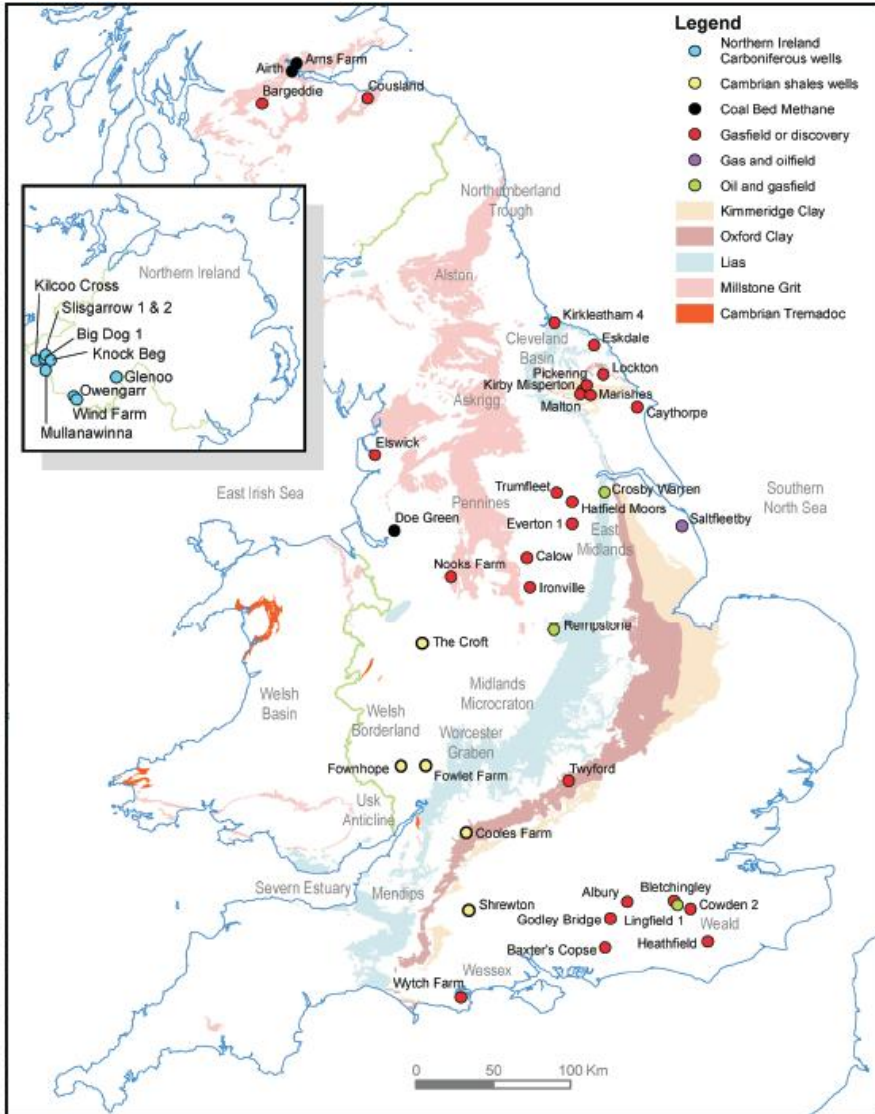 Legend
Northern Ireland
Carboniferous wells
Cambrian shales wells
Coal Bed Methane
Gasfield or discovery
Gas and oilfield
Oil and gasfield
Kimmeridge Clay
Oxford Clay
Lias
Millstone Grit
Cambrian Tremadoc
Arns Farm
Airth
Bargeddie
Cousland
Northumberland
Trough
Alston
Northern Ireland
Kilcoo Cross
Slisgarrow 1 & 2
Big Dog 1
Knock Beg
Glenoo
Owengarr
Wind Farm
Mullanawinna
Kirkleatham 4
Cleveland
Basin
Eskdale
Pickering
Lockton
Kirby Misperton
Marishes
Malton
Caythorpe
Askrigg
Elswick
East Irish Sea
Trumfleet
Crosby Warren
Southern
North Sea
Pennines
Hatfield Moors
Saltfleetby
Doe Green
Everton 1
East
Midlands
Calow
Nooks Farm
Ironville
Rempstone
The Croft
Midlands
Microcraton
Welsh
Basin
Welsh
Borderland
Worcester
Graben
Fownhope
Fowlet Farm
Twyford
Usk
Anticline
Cooles Farm
Severn Estuary
Mendips
Shrewton
Albury
Bletchingley
Cowden 2
Godley Bridge
Lingfield 1
Weald
Baxter's Copse
Heathfield
Wessex
Wytch Farm
0 50 100 Km